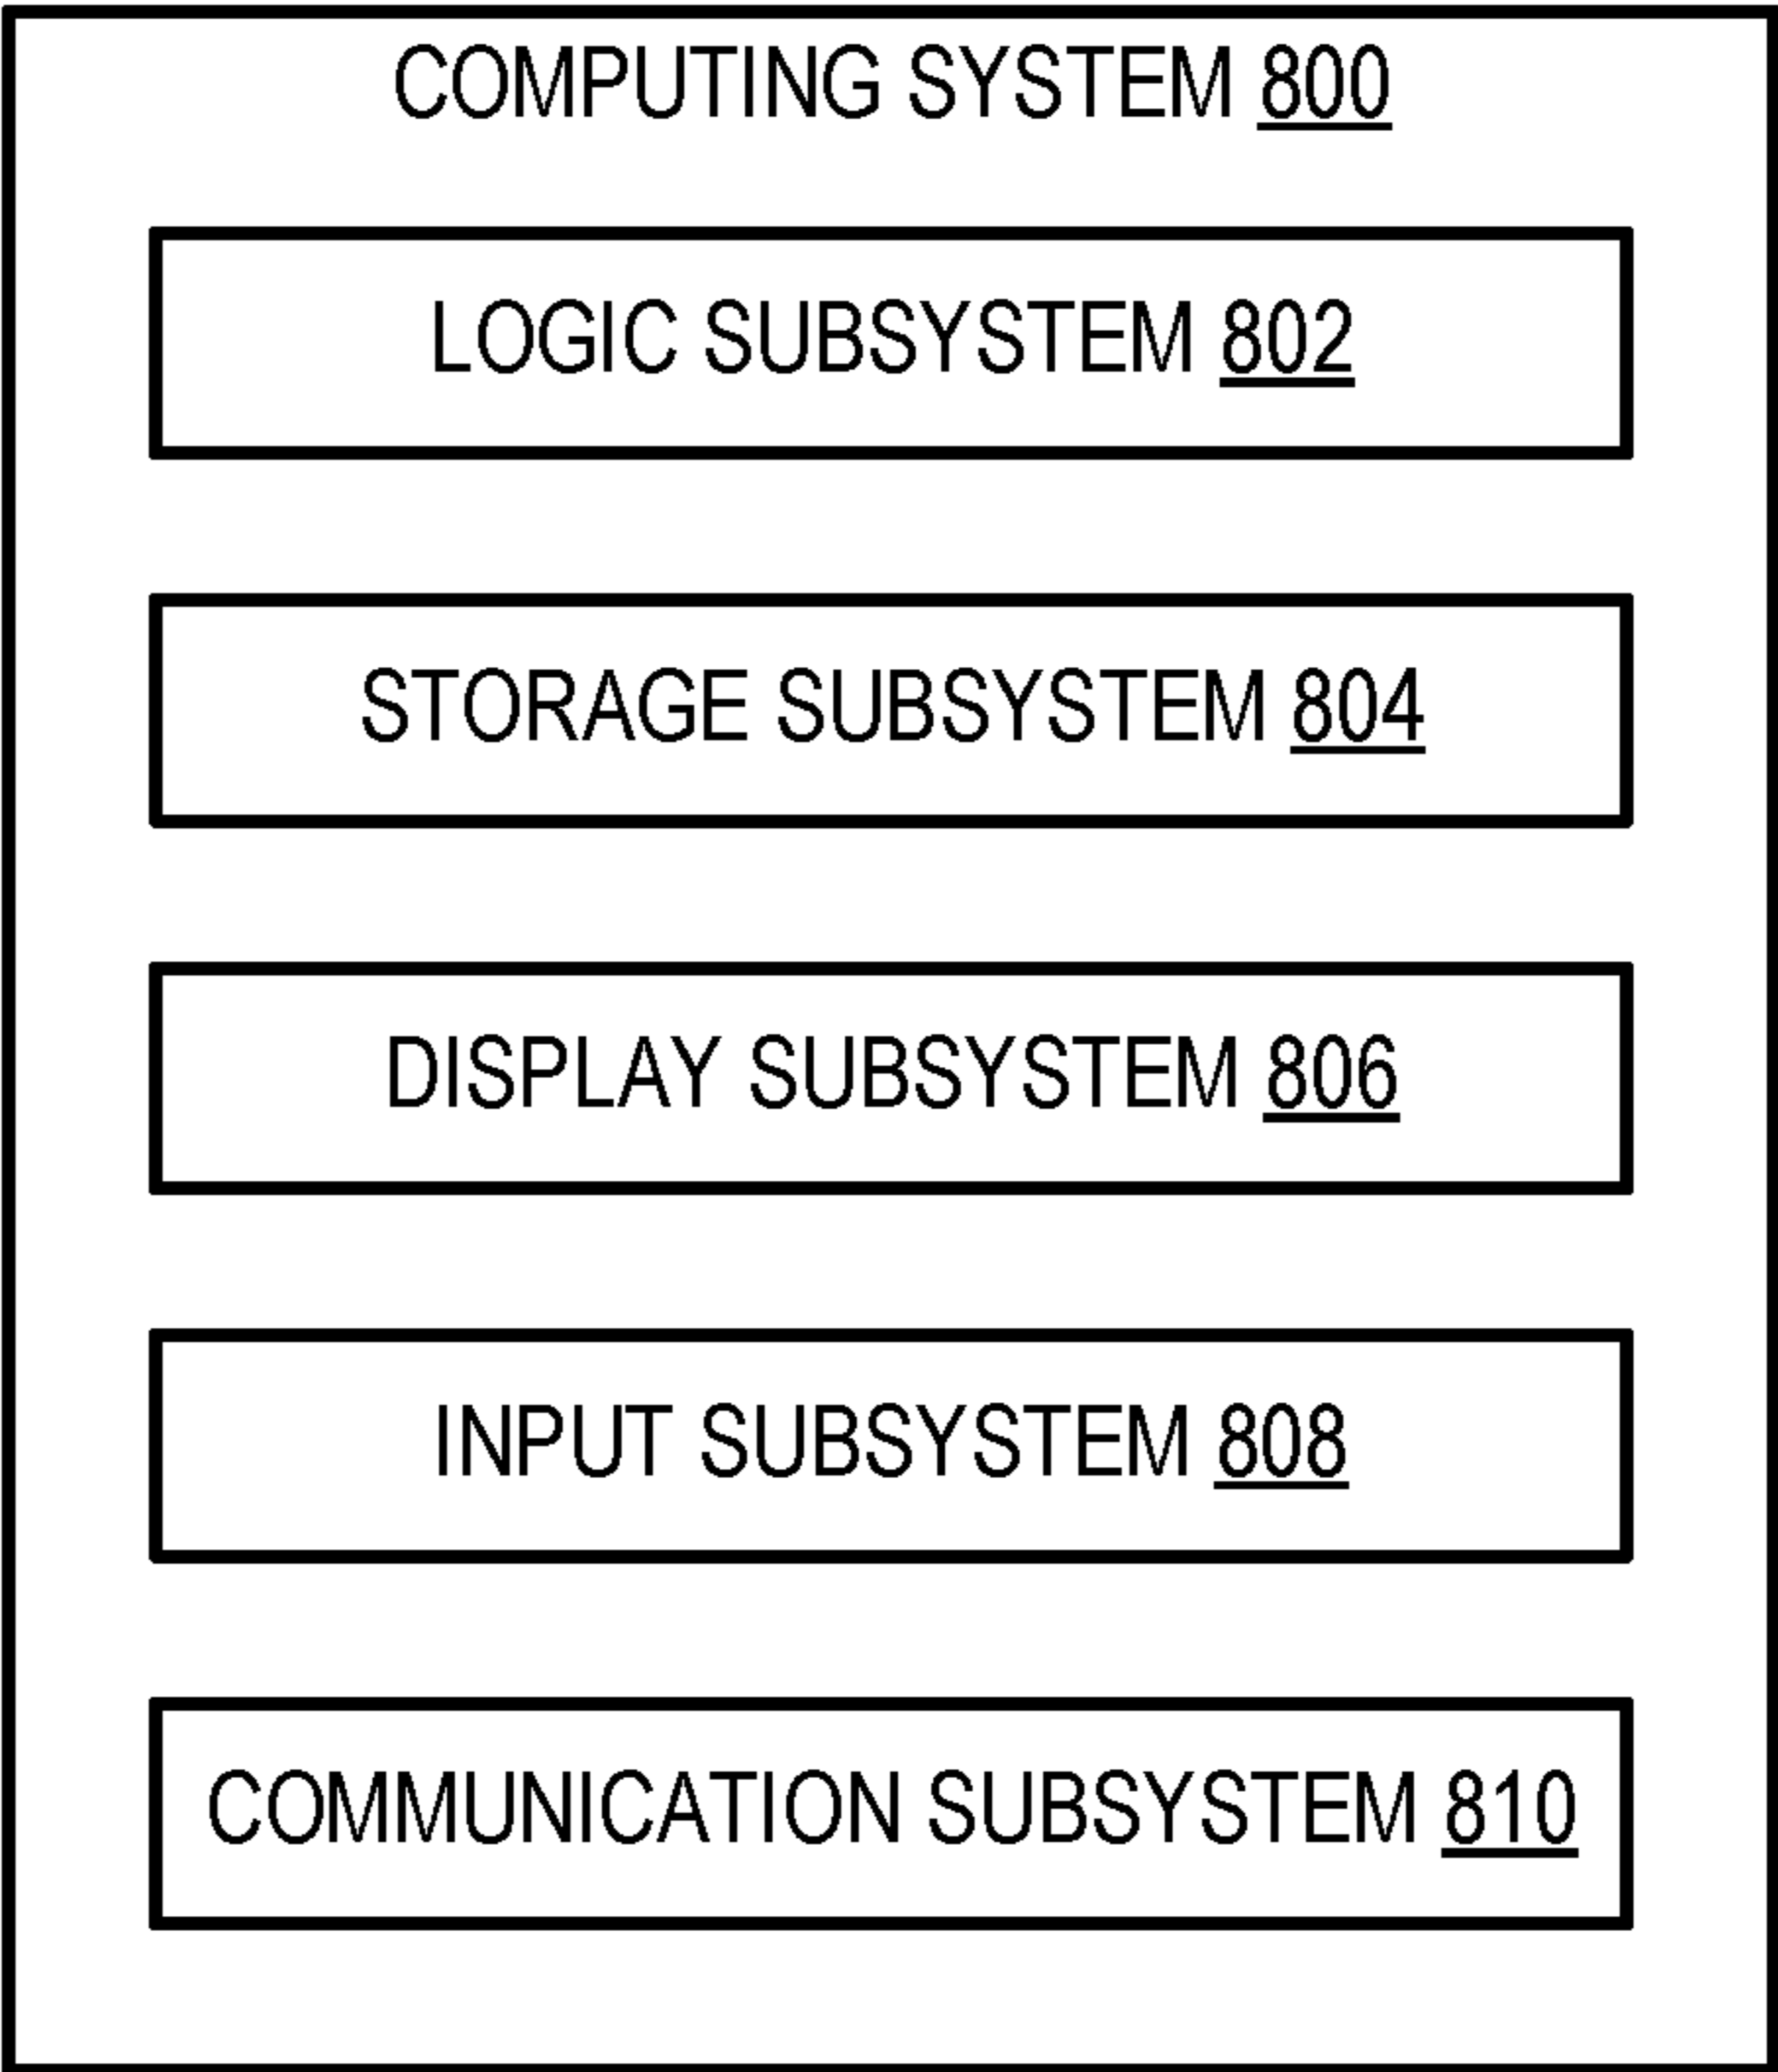 COMPUTING SYSTEM 800
LOGIC SUBSYSTEM 802
STORAGE SUBSYSTEM 804
DISPLAY SUBSYSTEM 806
INPUT SUBSYSTEM 808
COMMUNICATION SUBSYSTEM 810